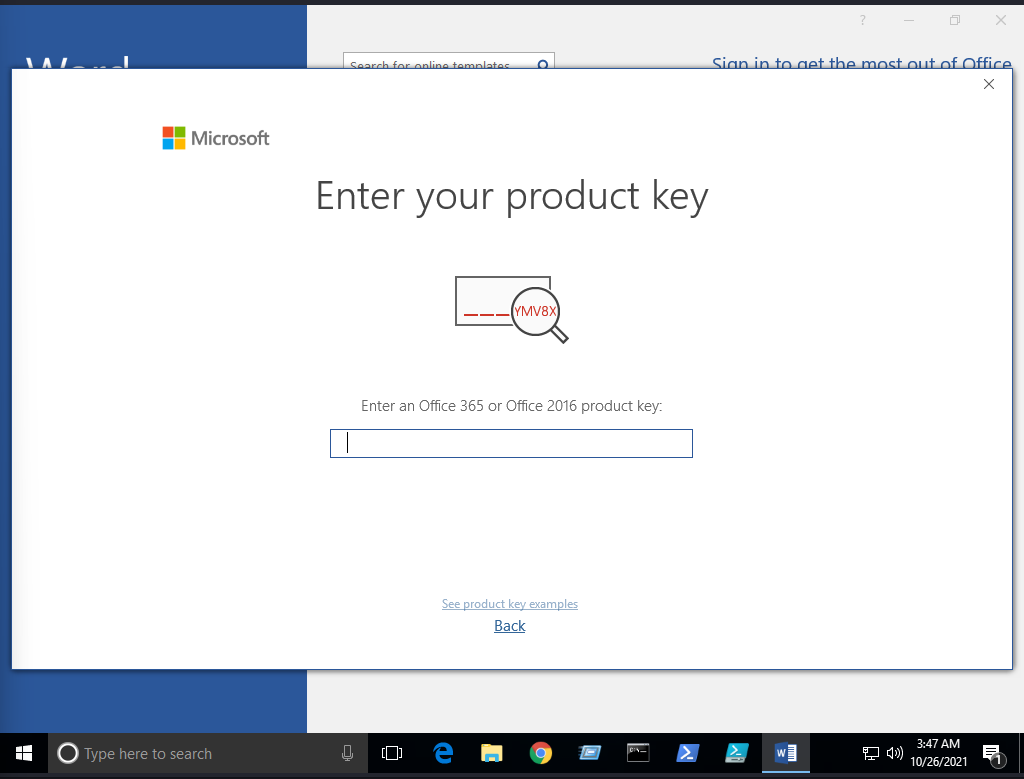 ?
Word
Search for online templates
Sign in to get the most out of Office
Microsoft
Enter your product key
YMV8X
Enter an Office 365 or Office 2016 product key:
See product key examples
Back
Type here to search
3:47 AM
10/26/2021
1